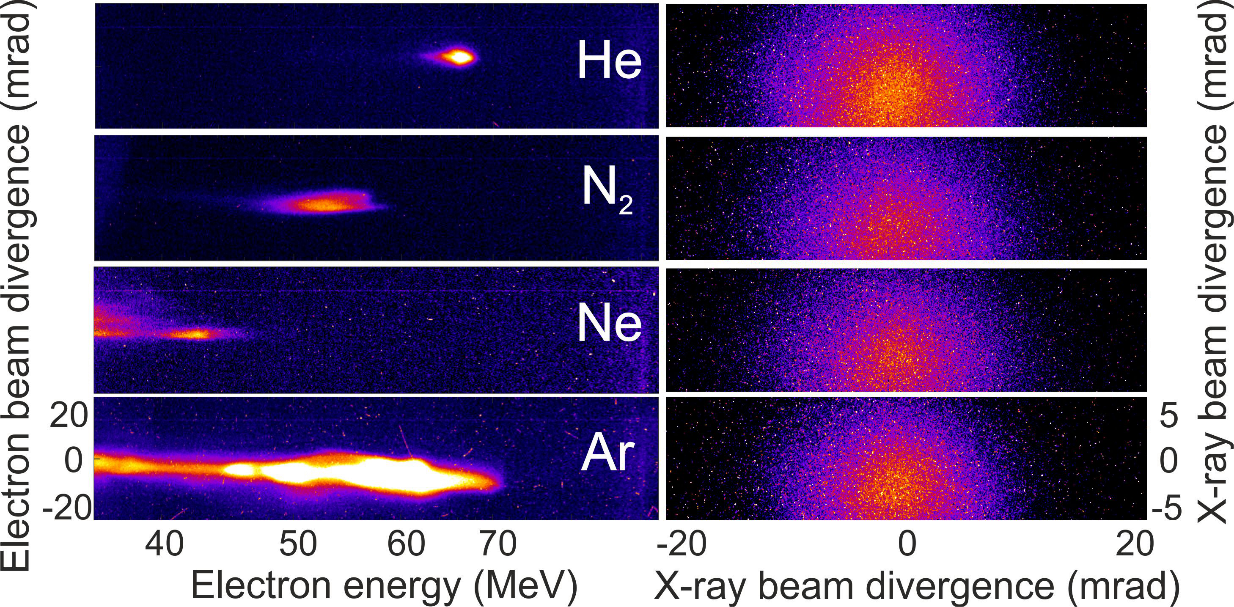 Electron beam divergence (mrad)
He
N₂
Ne
Ar
20
0
-20
40 50 60 70
Electron energy (MeV)
5
0
-5
-20 0 20
X-ray beam divergence (mrad)
X-ray beam divergence (mrad)